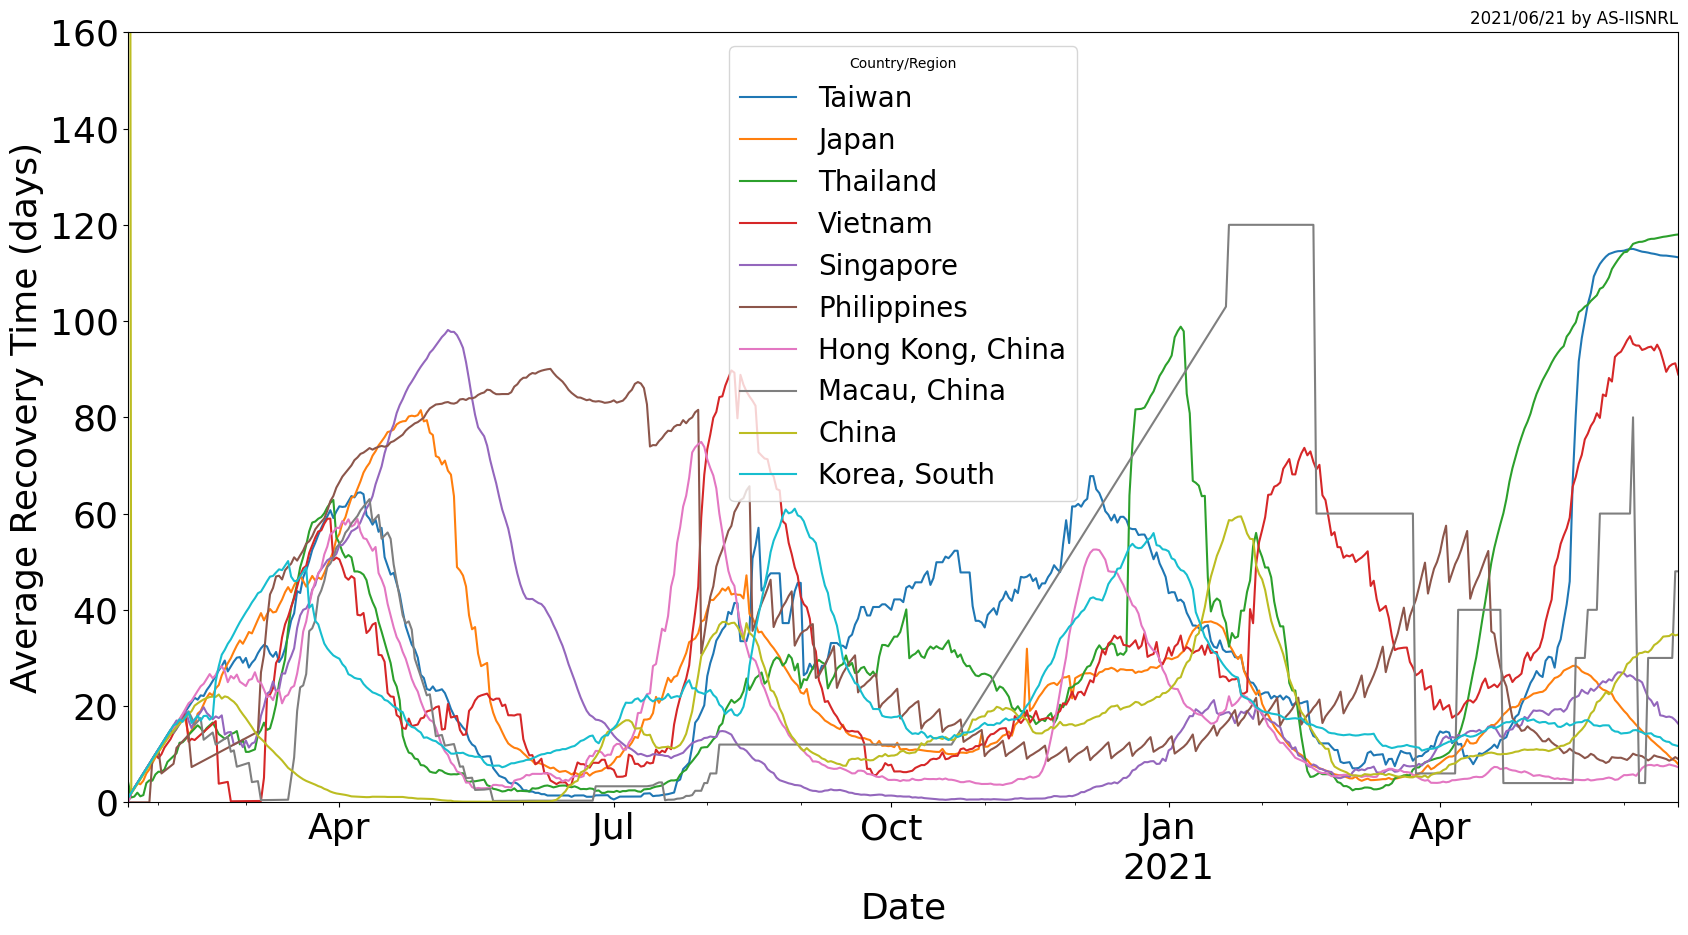 2021/06/21 by AS-IISNRL
160
140
120
100
80
60
40
20
0
Average Recovery Time (days)
Country/Region
Taiwan
Japan
Thailand
Vietnam
Singapore
Philippines
Hong Kong, China
Macau, China
China
Korea, South
Apr
Jul
Oct
Jan
2021
Apr
Date